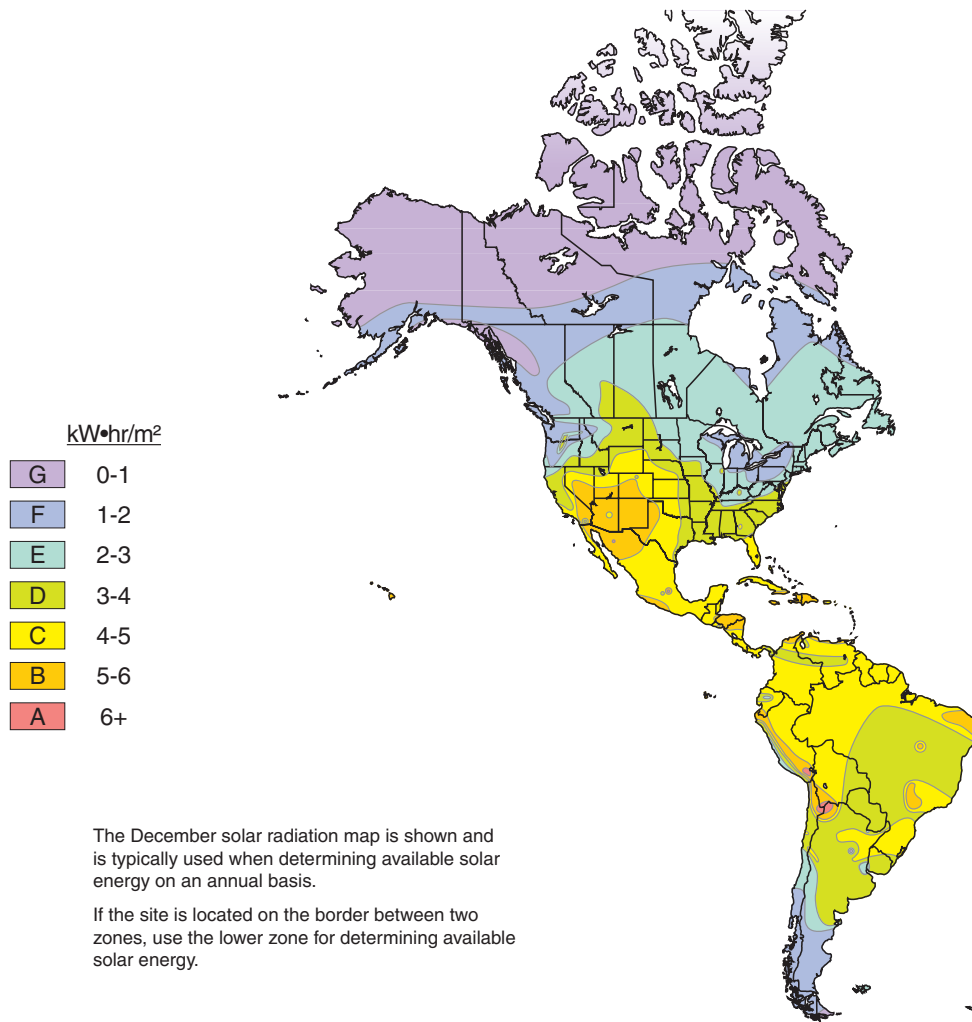 kW•hr/m²
G 0-1
F 1-2
E 2-3
D 3-4
C 4-5
B 5-6
A 6+
The December solar radiation map is shown and
is typically used when determining available solar
energy on an annual basis.
If the site is located on the border between two
zones, use the lower zone for determining available
solar energy.